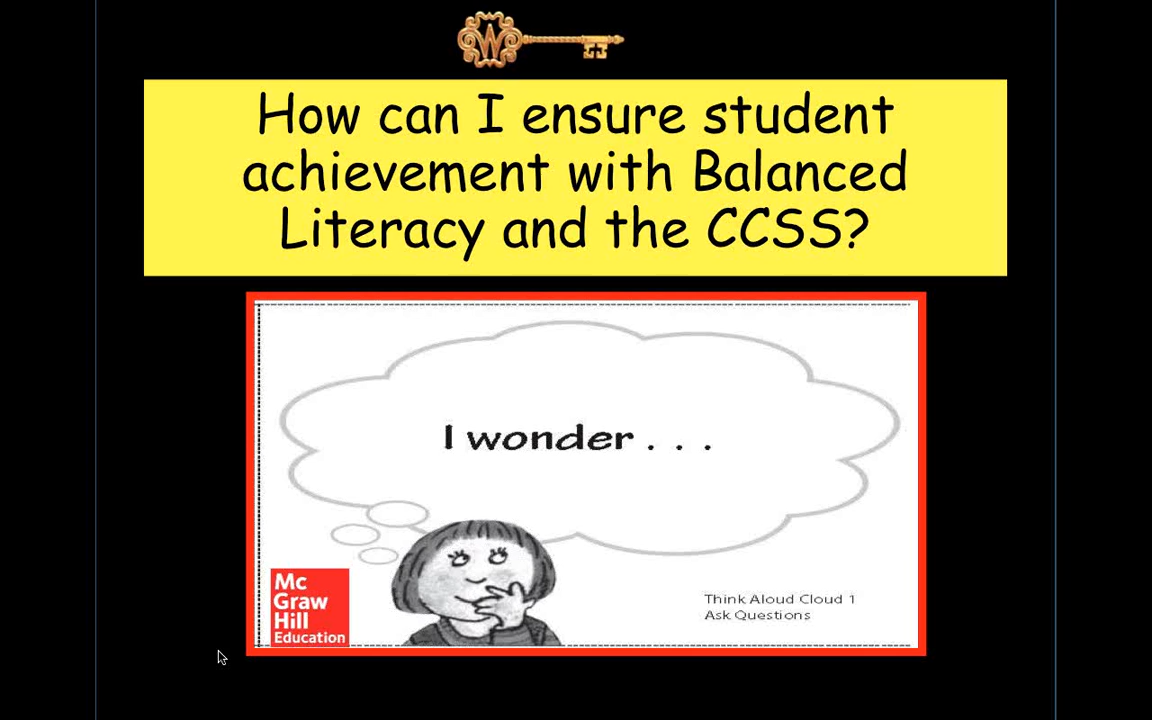 W
How can I ensure student
achievement with Balanced
Literacy and the CCSS?
I wonder . . .
Mc
Graw
Hill
Education
Think Aloud Cloud 1
Ask Questions